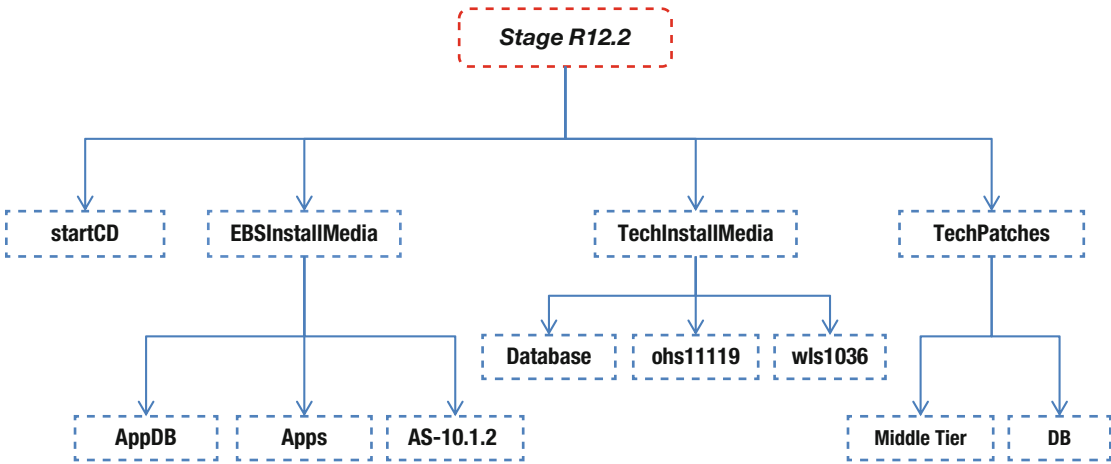 Stage R12.2
startCD
EBSInstallMedia
TechInstallMedia
TechPatches
Database
ohs11119
wls1036
AppDB
Apps
AS-10.1.2
Middle Tier
DB